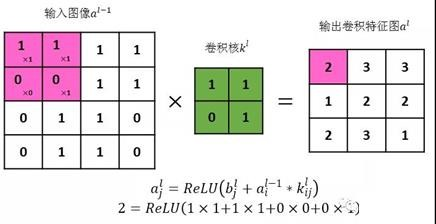 输入图像a^{l-1}
卷积核k^l
输出卷积特征图a^l
1 ×1 1 ×1 1 1
0 ×0 0 ×1 1 1
0 1 1 0
0 1 1 0
×
1 1
0 1
=
2 3 3
1 2 2
2 3 1
a_j^l = ReLU(b_j^l + a_i^{l-1} * k_{ij}^l)
2 = ReLU(1 × 1 + 1 × 1 + 0 × 0 + 0 × 1)